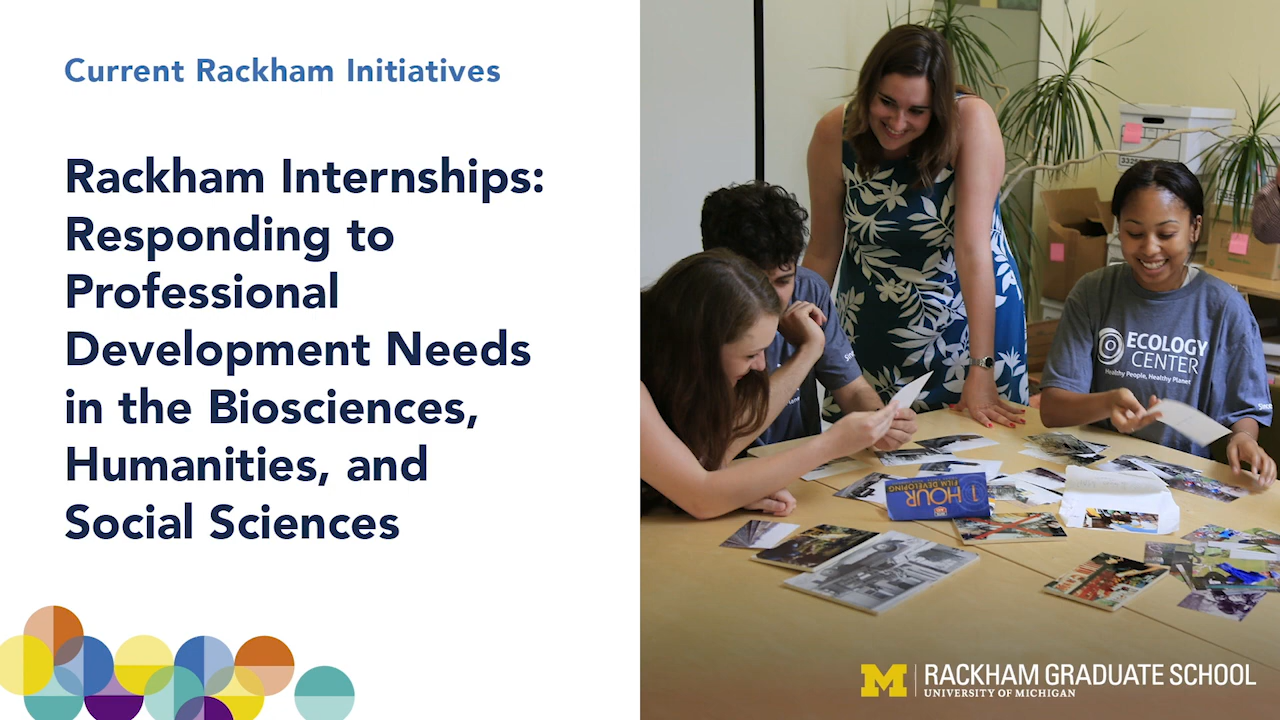 Current Rackham Initiatives
Rackham Internships:
Responding to
Professional
Development Needs
in the Biosciences,
Humanities, and
Social Sciences
ECOLOGY
CENTER
Healthy People, Healthy Planet
1 HOUR
FILM DEVELOPING
M RACKHAM GRADUATE SCHOOL
UNIVERSITY OF MICHIGAN